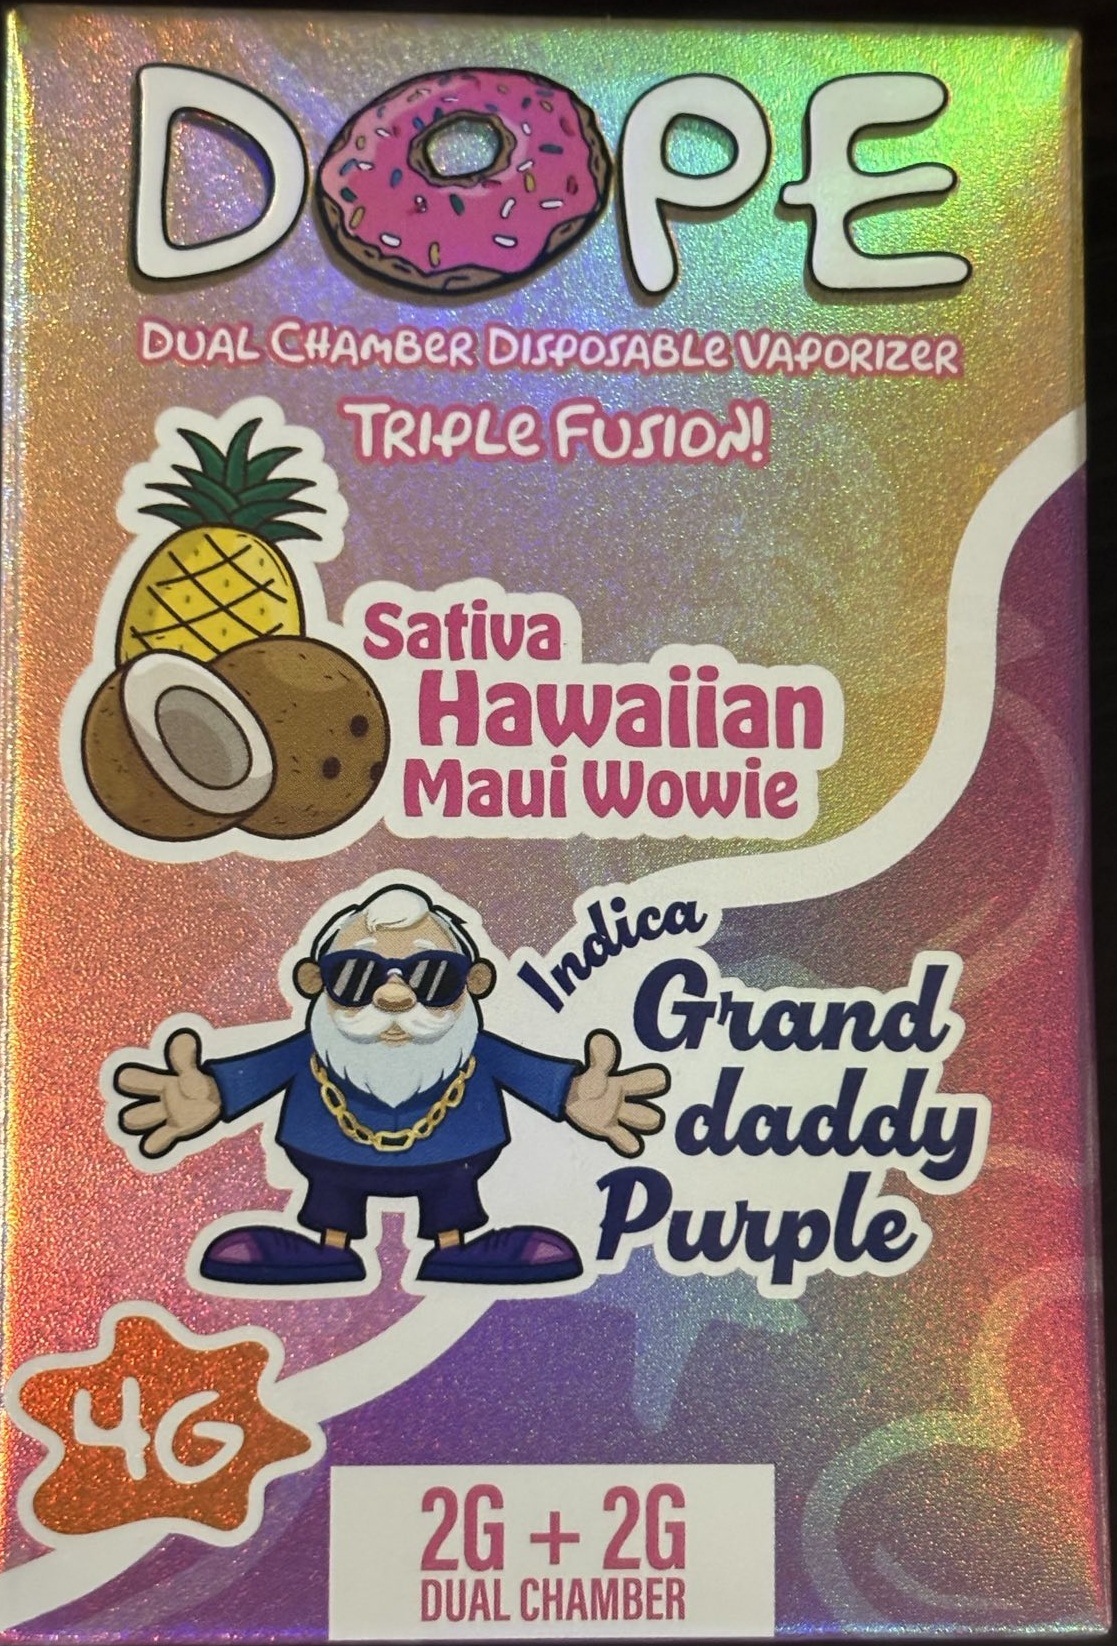 DOPE
DUAL CHAMBER DISPOSABLE VAPORIZER
TRIPLE FUSION!
Sativa
Hawaiian
Maui Wowie
Indica
Grand
daddy
Purple
4G
2G + 2G
DUAL CHAMBER